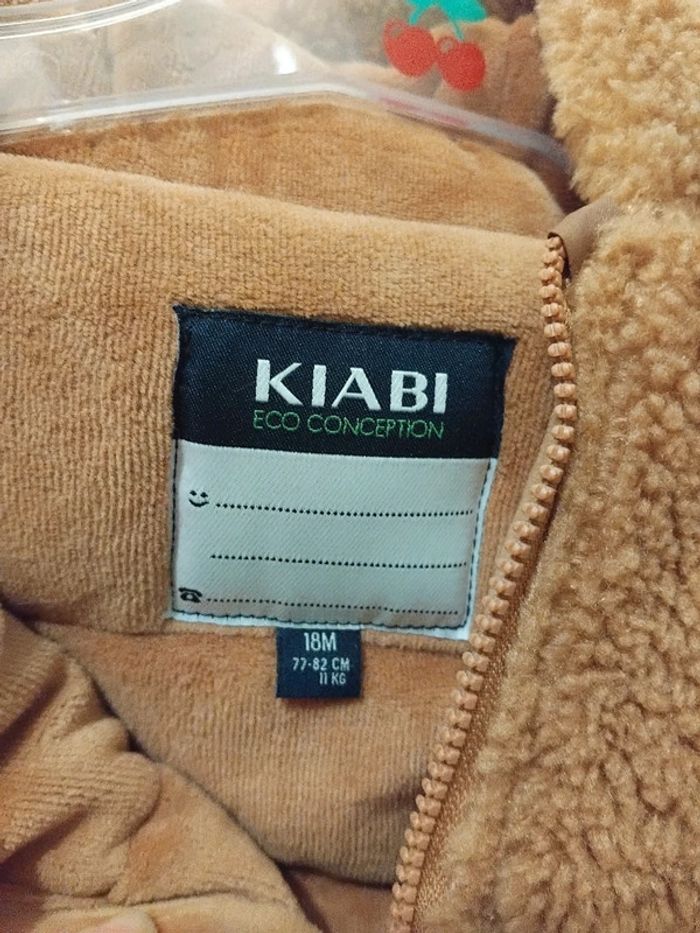 KIABI
ECO CONCEPTION
18M
77-82 CM
11 KG